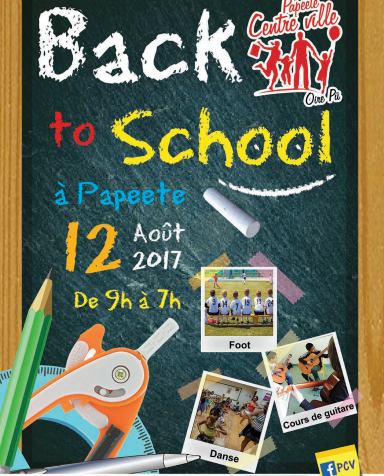 Back
Papeete
Centre ville
Oire Pū
to School
à Papeete
12 Août
2017
De 9h à 7h
Foot
Cours de guitare
Danse
f PCV